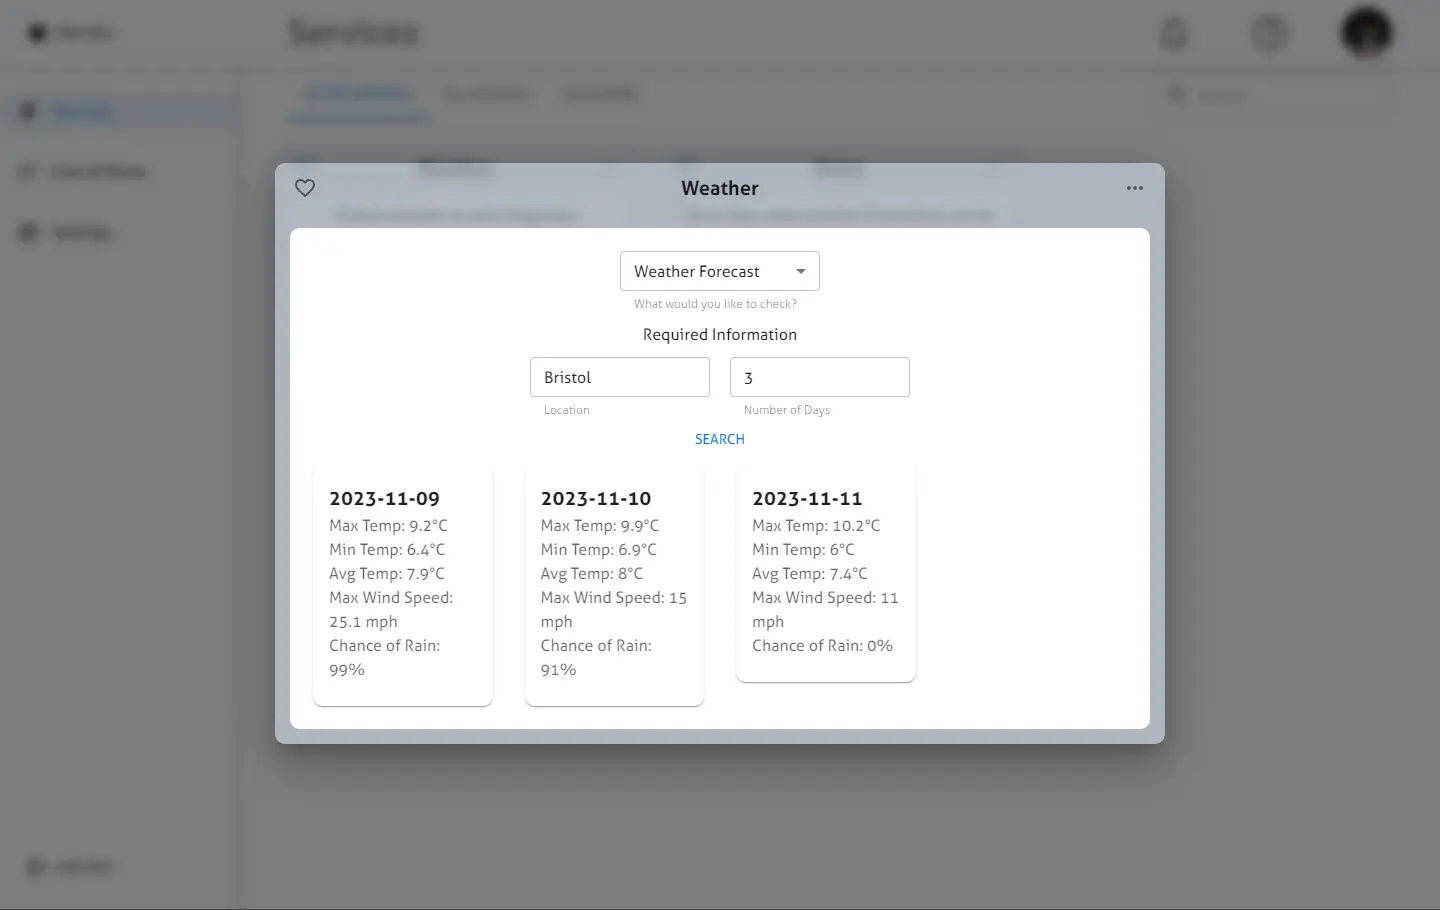 Services
Weather
Weather Forecast
What would you like to check?
Required Information
Bristol
3
Location
Number of Days
SEARCH
2023-11-09
Max Temp: 9.2°C
Min Temp: 6.4°C
Avg Temp: 7.9°C
Max Wind Speed:
25.1 mph
Chance of Rain:
99%
2023-11-10
Max Temp: 9.9°C
Min Temp: 6.9°C
Avg Temp: 8°C
Max Wind Speed: 15
mph
Chance of Rain:
91%
2023-11-11
Max Temp: 10.2°C
Min Temp: 6°C
Avg Temp: 7.4°C
Max Wind Speed: 11
mph
Chance of Rain: 0%